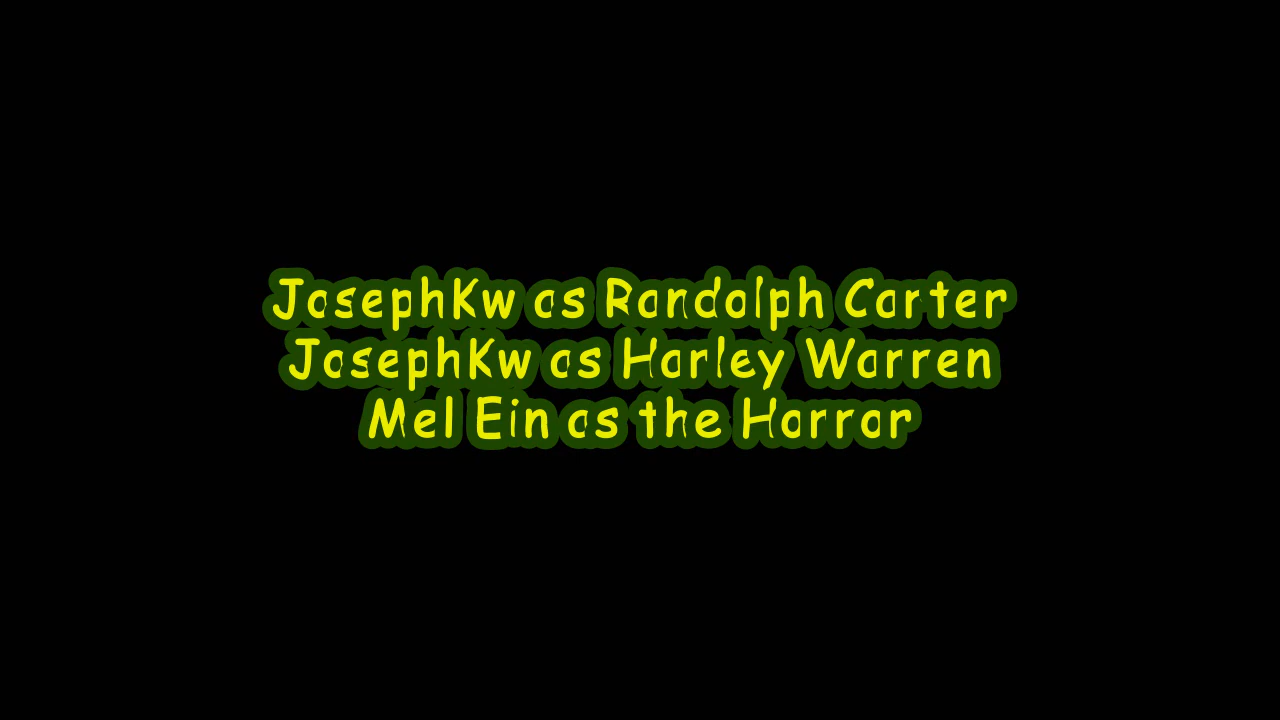 JosephKw as Randolph Carter
JosephKw as Harley Warren
Mel Ein as the Horror